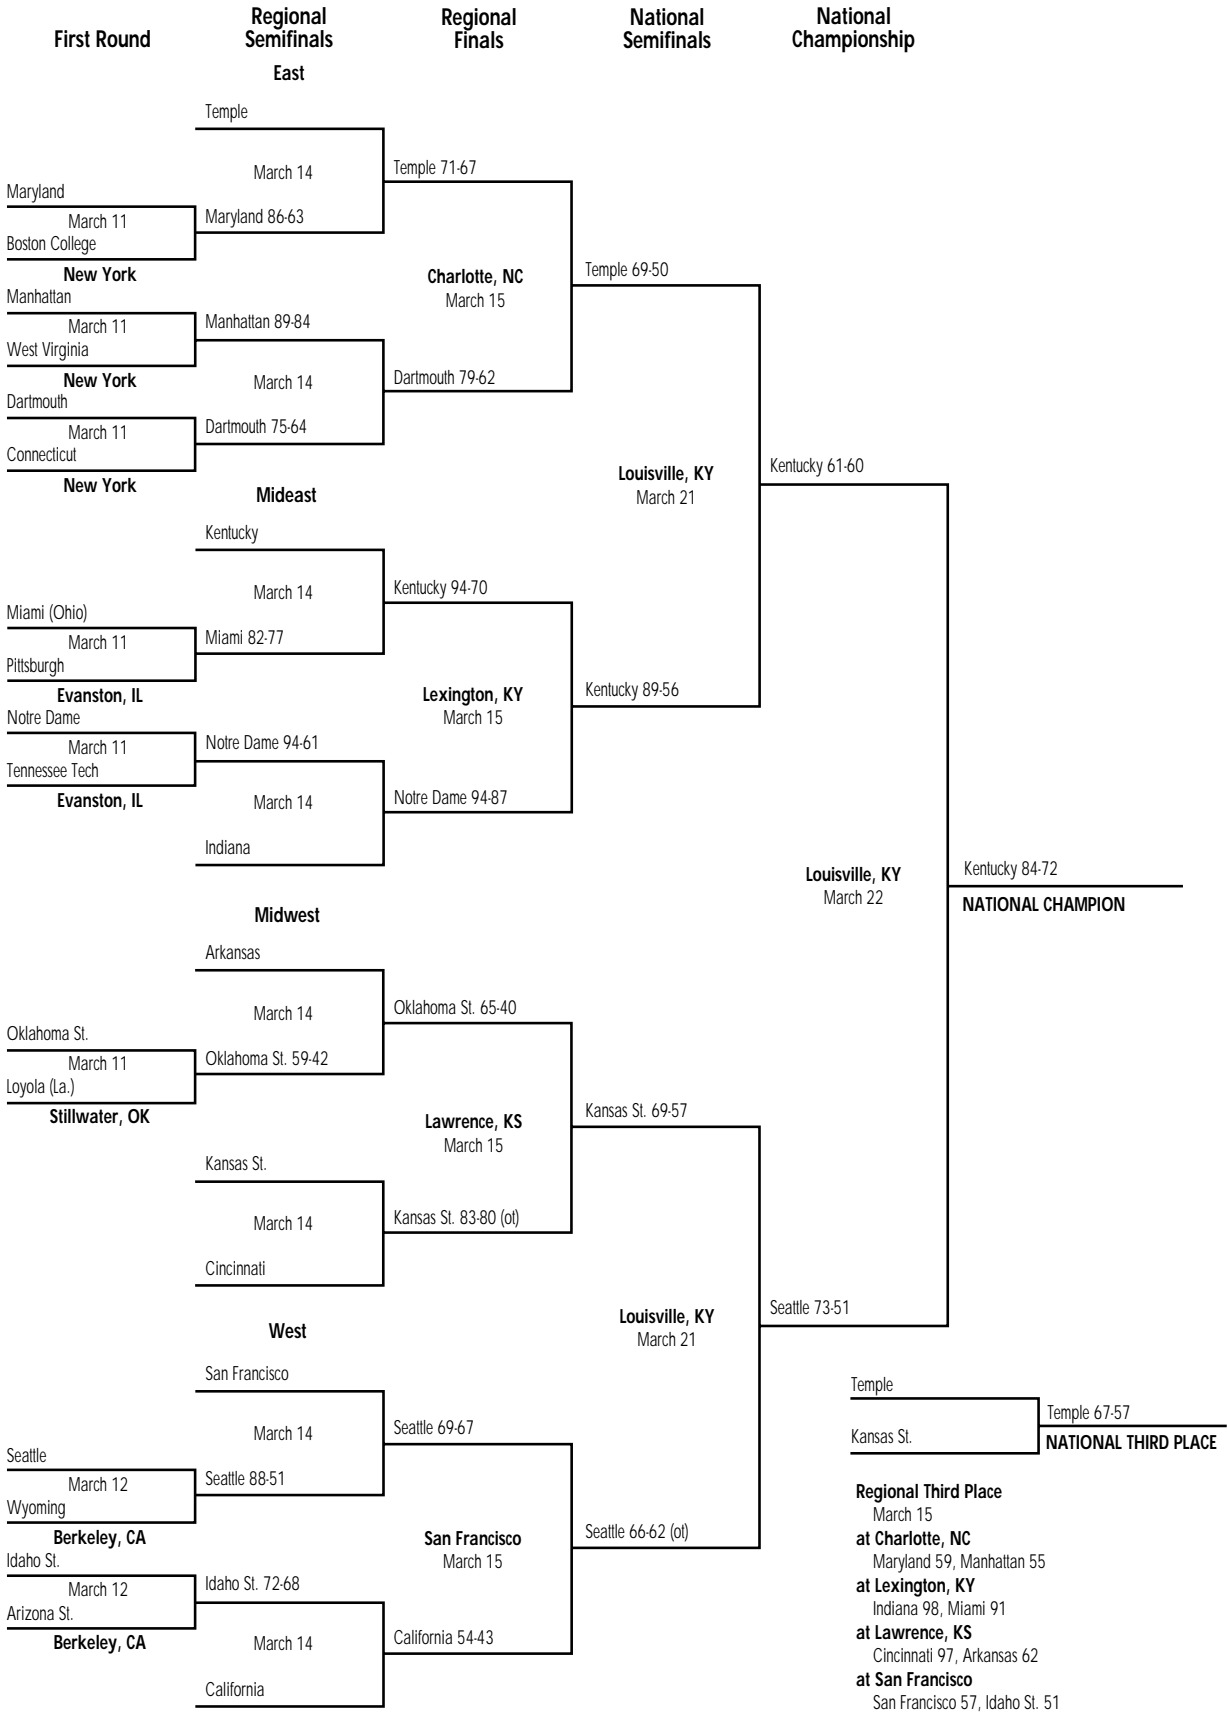 First Round
Regional
Semifinals
Regional
Finals
National
Semifinals
National
Championship
East
Temple
March 14
Temple 71-67
Maryland
March 11
Maryland 86-63
Boston College
New York
Charlotte, NC
March 15
Temple 69-50
Manhattan
March 11
Manhattan 89-84
West Virginia
New York
March 14
Dartmouth 79-62
Dartmouth
March 11
Dartmouth 75-64
Connecticut
New York
Louisville, KY
March 21
Kentucky 61-60
Mideast
Kentucky
March 14
Kentucky 94-70
Miami (Ohio)
March 11
Miami 82-77
Pittsburgh
Evanston, IL
Lexington, KY
March 15
Kentucky 89-56
Notre Dame
March 11
Notre Dame 94-61
Tennessee Tech
Evanston, IL
March 14
Notre Dame 94-87
Indiana
Louisville, KY
March 22
Kentucky 84-72
NATIONAL CHAMPION
Midwest
Arkansas
March 14
Oklahoma St. 65-40
Oklahoma St.
March 11
Oklahoma St. 59-42
Loyola (La.)
Stillwater, OK
Lawrence, KS
March 15
Kansas St. 69-57
Kansas St.
March 14
Kansas St. 83-80 (ot)
Cincinnati
Louisville, KY
March 21
Seattle 73-51
West
San Francisco
March 14
Seattle 69-67
Seattle
March 12
Seattle 88-51
Wyoming
Berkeley, CA
San Francisco
March 15
Seattle 66-62 (ot)
Idaho St.
March 12
Idaho St. 72-68
Arizona St.
Berkeley, CA
March 14
California 54-43
California
Temple
Temple 67-57
Kansas St.
NATIONAL THIRD PLACE
Regional Third Place
March 15
at Charlotte, NC
Maryland 59, Manhattan 55
at Lexington, KY
Indiana 98, Miami 91
at Lawrence, KS
Cincinnati 97, Arkansas 62
at San Francisco
San Francisco 57, Idaho St. 51